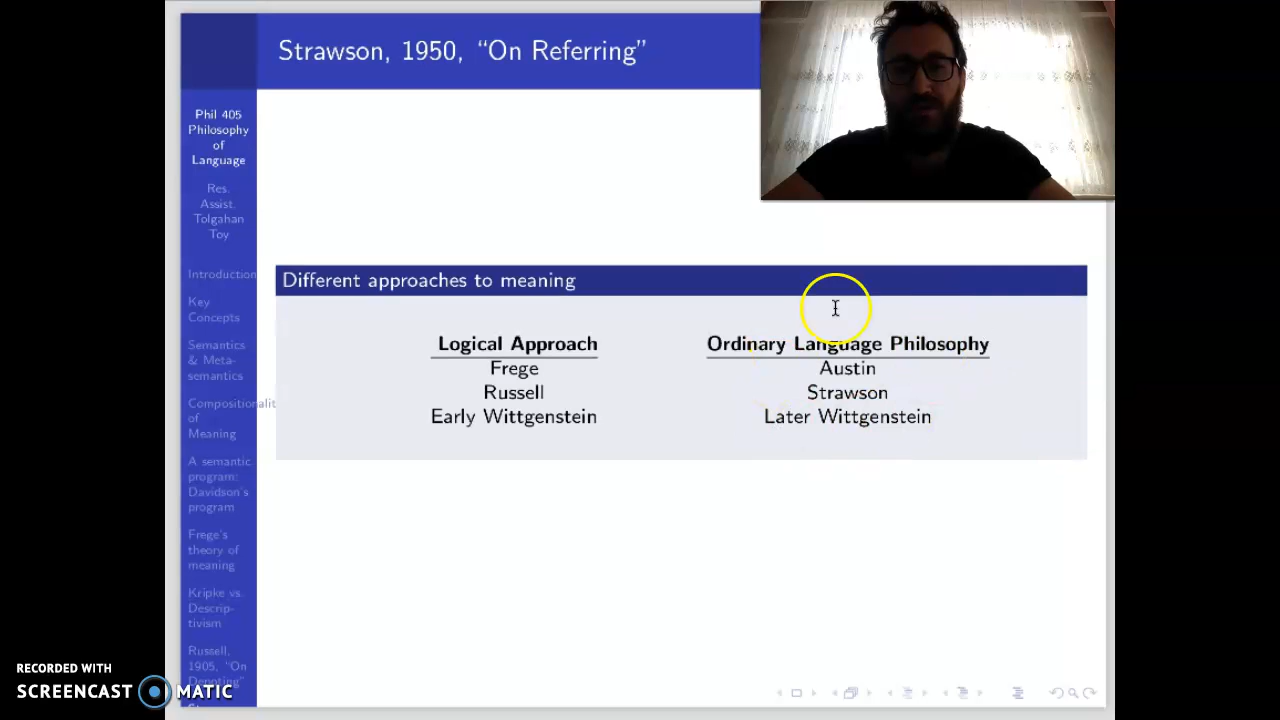 Strawson, 1950, “On Referring”
Phil 405
Philosophy
of
Language
Res.
Assist.
Tolgahan
Toy
Introduction
Key
Concepts
Semantics
& Meta-
semantics
Compositionalit
of
Meaning
A semantic
program:
Davidson's
program
Frege's
theory of
meaning
Kripke vs.
Descrip-
tivism
Russell,
1905, “On
Denoting”
Different approaches to meaning
Logical Approach Ordinary Language Philosophy
Frege Austin
Russell Strawson
Early Wittgenstein Later Wittgenstein
RECORDED WITH
SCREENCAST MATIC